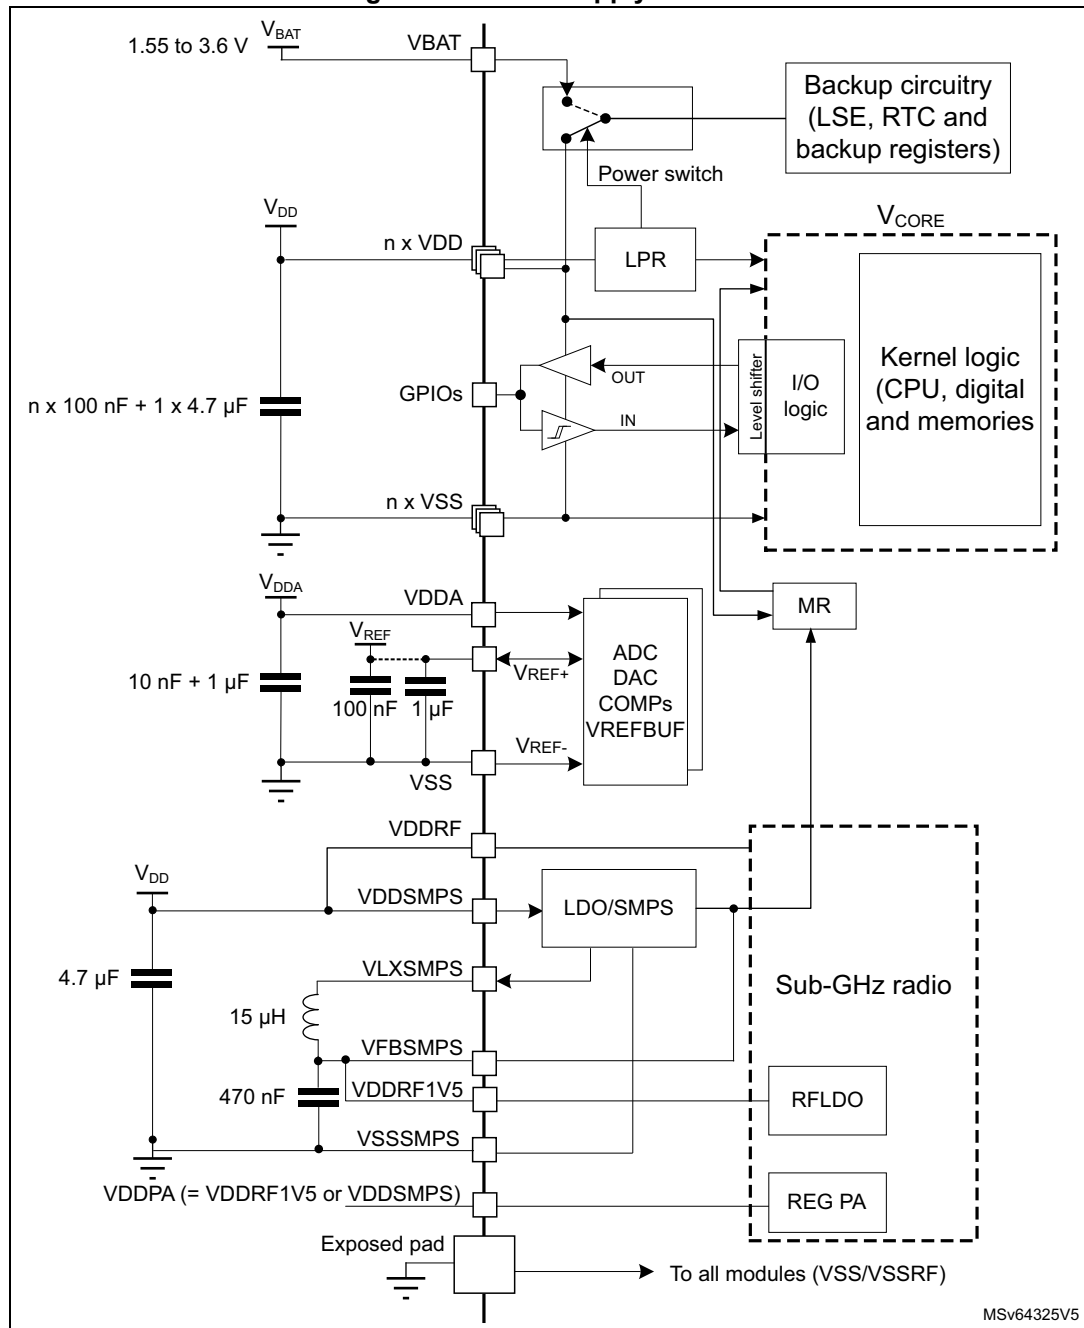 1.55 to 3.6 V
VBAT
VBAT
Backup circuitry
(LSE, RTC and
backup registers)
Power switch
VDD
n x VDD
LPR
VCORE
Kernel logic
(CPU, digital
and memories
OUT
Level shifter
I/O
logic
GPIOs
IN
n x 100 nF + 1 x 4.7 µF
n x VSS
VDDA
VDDA
MR
VREF
VREF+
ADC
DAC
COMPs
VREFBUF
10 nF + 1 µF
100 nF
1 µF
VREF-
VSS
VDDRF
VDD
VDDSMPS
LDO/SMPS
4.7 µF
VLXSMPS
Sub-GHz radio
15 µH
VFBSMPS
470 nF
VDDRF1V5
RFLDO
VSSSMPS
VDDPA (= VDDRF1V5 or VDDSMPS)
REG PA
Exposed pad
To all modules (VSS/VSSRF)
MSv64325V5